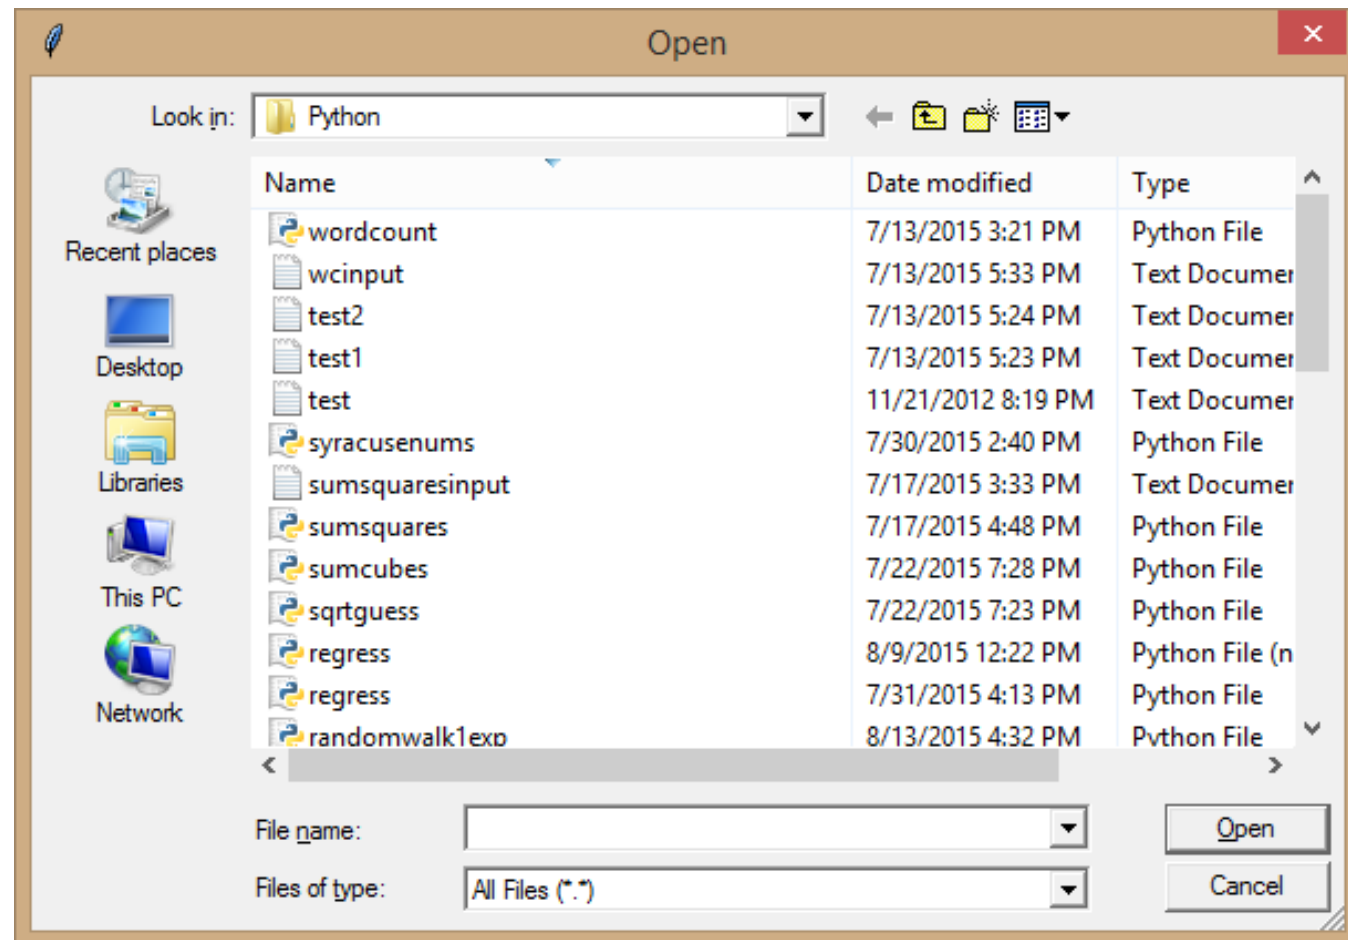 Open
Look in: Python
Name Date modified Type
wordcount 7/13/2015 3:21 PM Python File
wcinput 7/13/2015 5:33 PM Text Documen
test2 7/13/2015 5:24 PM Text Documen
test1 7/13/2015 5:23 PM Text Documen
test 11/21/2012 8:19 PM Text Documen
syracusenums 7/30/2015 2:40 PM Python File
sumsquaresinput 7/17/2015 3:33 PM Text Documen
sumsquares 7/17/2015 4:48 PM Python File
sumcubes 7/22/2015 7:28 PM Python File
sqrtguess 7/22/2015 7:23 PM Python File
regress 8/9/2015 12:22 PM Python File (n
regress 7/31/2015 4:13 PM Python File
randomwalk1exp 8/13/2015 4:32 PM Python File
Recent places
Desktop
Libraries
This PC
Network
File name: Open
Files of type: All Files (*.*) Cancel